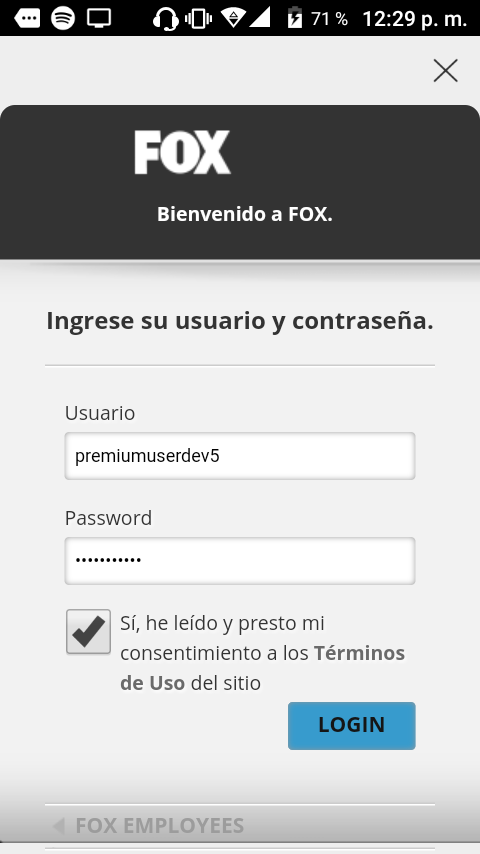 71 % 12:29 p. m.
FOX
Bienvenido a FOX.
Ingrese su usuario y contraseña.
Usuario
premiumuserdev5
Password
•••••••••••
Sí, he leído y presto mi
consentimiento a los Términos
de Uso del sitio
LOGIN
FOX EMPLOYEES